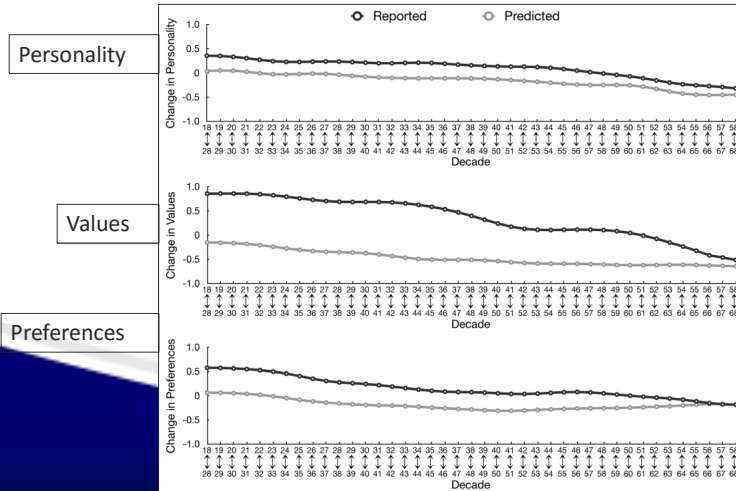 Reported Predicted
Personality
Change in Personality
1.0
0.5
0
-0.5
-1.0
18 19 20 21 22 23 24 25 26 27 28 29 30 31 32 33 34 35 36 37 38 39 40 41 42 43 44 45 46 47 48 49 50 51 52 53 54 55 56 57 58
28 29 30 31 32 33 34 35 36 37 38 39 40 41 42 43 44 45 46 47 48 49 50 51 52 53 54 55 56 57 58 59 60 61 62 63 64 65 66 67 68
Decade
Values
Change in Values
1.0
0.5
0
-0.5
-1.0
18 19 20 21 22 23 24 25 26 27 28 29 30 31 32 33 34 35 36 37 38 39 40 41 42 43 44 45 46 47 48 49 50 51 52 53 54 55 56 57 58
28 29 30 31 32 33 34 35 36 37 38 39 40 41 42 43 44 45 46 47 48 49 50 51 52 53 54 55 56 57 58 59 60 61 62 63 64 65 66 67 68
Decade
Preferences
Change in Preferences
1.0
0.5
0
-0.5
-1.0
18 19 20 21 22 23 24 25 26 27 28 29 30 31 32 33 34 35 36 37 38 39 40 41 42 43 44 45 46 47 48 49 50 51 52 53 54 55 56 57 58
28 29 30 31 32 33 34 35 36 37 38 39 40 41 42 43 44 45 46 47 48 49 50 51 52 53 54 55 56 57 58 59 60 61 62 63 64 65 66 67 68
Decade